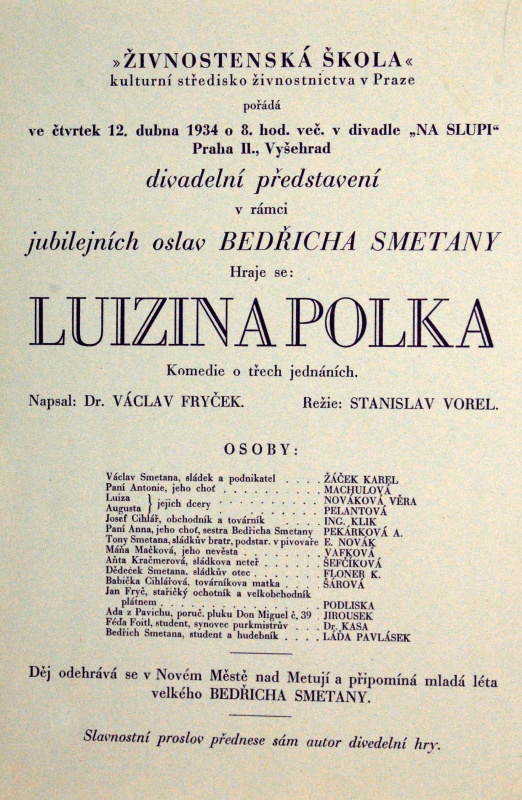 »ŽIVNOSTENSKÁ ŠKOLA«
kulturní středisko živnostnictva v Praze
pořádá
ve čtvrtek 12. dubna 1934 o 8. hod. več. v divadle „NA SLUPI“
Praha II., Vyšehrad
divadelní představení
v rámci
jubilejních oslav BEDŘICHA SMETANY
Hraje se:
LUIZINA POLKA
Komedie o třech jednáních.
Napsal: Dr. VÁCLAV FRYČEK. Režie: STANISLAV VOREL.
OSOBY:
Václav Smetana, sládek a podnikatel . . . . ŽÁČEK KAREL
Paní Antonie, jeho choť . . . . . . . . MACHULOVÁ
Luiza } jejich dcery . . . . . . . . NOVÁKOVÁ VĚRA
Augusta PELANTOVÁ
Josef Cihlář, obchodník a továrník . . . . . ING. KLIK
Paní Anna, jeho choť, sestra Bedřicha Smetany PEKÁRKOVÁ A.
Tony Smetana, sládkův bratr, podstar. v pivovaře E. NOVÁK
Máňa Mačková, jeho nevěsta . . . . . . . VAFKOVÁ
Aňta Kračmerová, sládkova neteř . . . . . . ŠEFČÍKOVÁ
Dědeček Smetana, sládkův otec . . . . . . . FLONER K.
Babička Cihlářová, továrníkova matka . . . . ŠÁROVÁ
Jan Fryč, stařičký ochotník a velkobchodník
plátnem . . . . . . . . . . . . . PODLISKA
Ada z Pavichu, poruč. pluku Don Miguel č. 39 . JIROUSEK
Féda Foitl, student, synovec purkmistrův . . . Dr. KASA
Bedřich Smetana, student a hudebník . . . . LÁĎA PAVLÁSEK
Děj odehrává se v Novém Městě nad Metují a připomíná mladá léta
velkého BEDŘICHA SMETANY.
Slavnostní proslov přednese sám autor divedelní hry.